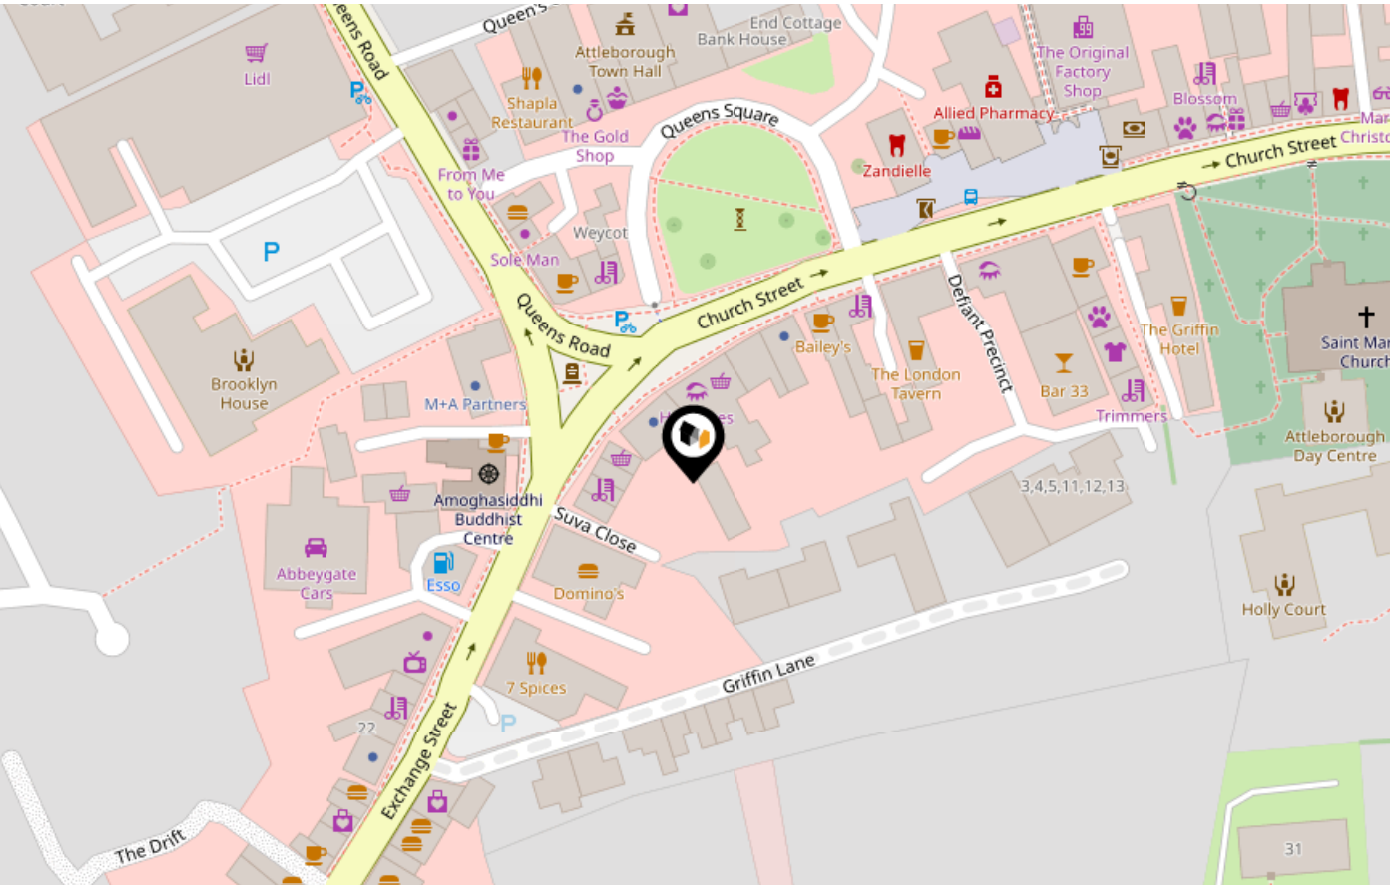 Queens Road
Queen's
End Cottage
Bank House
Attleborough
Town Hall
The Original
Factory
Shop
Lidl
P
Shapla
Restaurant
Queens Square
Allied Pharmacy
Blossom
The Gold
Shop
Church Street
Zandielle
From Me
to You
P
Weycot
Sole Man
Queens Road
Church Street
Defiant Precinct
The Griffin
Hotel
Bailey's
Saint Mar
Church
Brooklyn
House
M+A Partners
The London
Tavern
Bar 33
Trimmers
Attleborough
Day Centre
Amoghasiddhi
Buddhist
Centre
3,4,5,11,12,13
Suva Close
Abbeygate
Cars
Esso
Domino's
Holly Court
7 Spices
Griffin Lane
P
22
Exchange Street
The Drift
31